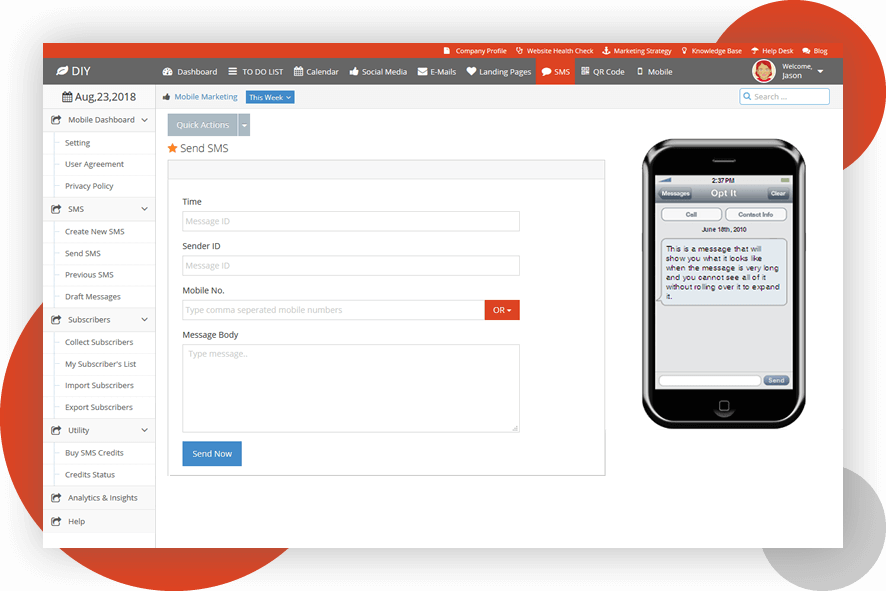 Company Profile Website Health Check Marketing Strategy Knowledge Base Help Desk Blog
DIY Dashboard TO DO LIST Calendar Social Media E-Mails Landing Pages SMS QR Code Mobile Welcome, Jason
Aug,23,2018 Mobile Marketing This Week Search ...
Mobile Dashboard
Setting
User Agreement
Privacy Policy
SMS
Create New SMS
Send SMS
Previous SMS
Draft Messages
Subscribers
Collect Subscribers
My Subscriber's List
Import Subscribers
Export Subscribers
Utility
Buy SMS Credits
Credits Status
Analytics & Insights
Help
Quick Actions
Send SMS
Time
Message ID
Sender ID
Message ID
Mobile No.
Type comma seperated mobile numbers OR
Message Body
Type message..
Send Now
2:37 PM
Messages Opt It Clear
Call Contact Info
June 18th, 2010
This is a message that will
show you what it looks like
when the message is very long
and you cannot see all of it
without rolling over it to expand
it.
Send